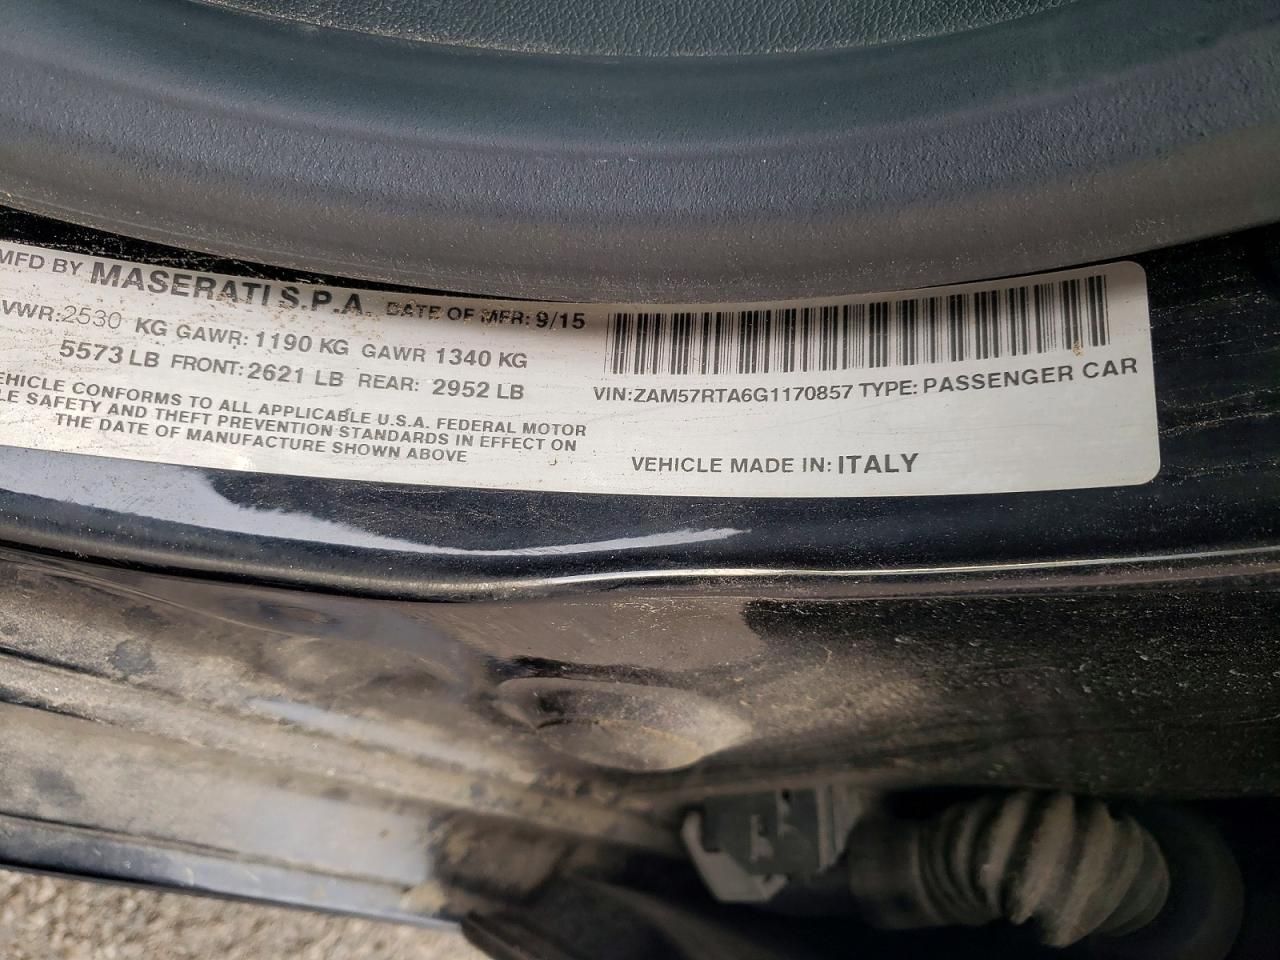 MFD BY MASERATI S.P.A. DATE OF MFR: 9/15
VWR:2530 KG GAWR: 1190 KG GAWR 1340 KG
5573 LB FRONT: 2621 LB REAR: 2952 LB
EHICLE CONFORMS TO ALL APPLICABLE U.S.A. FEDERAL MOTOR
LE SAFETY AND THEFT PREVENTION STANDARDS IN EFFECT ON
THE DATE OF MANUFACTURE SHOWN ABOVE
VIN:ZAM57RTA6G1170857 TYPE: PASSENGER CAR
VEHICLE MADE IN: ITALY